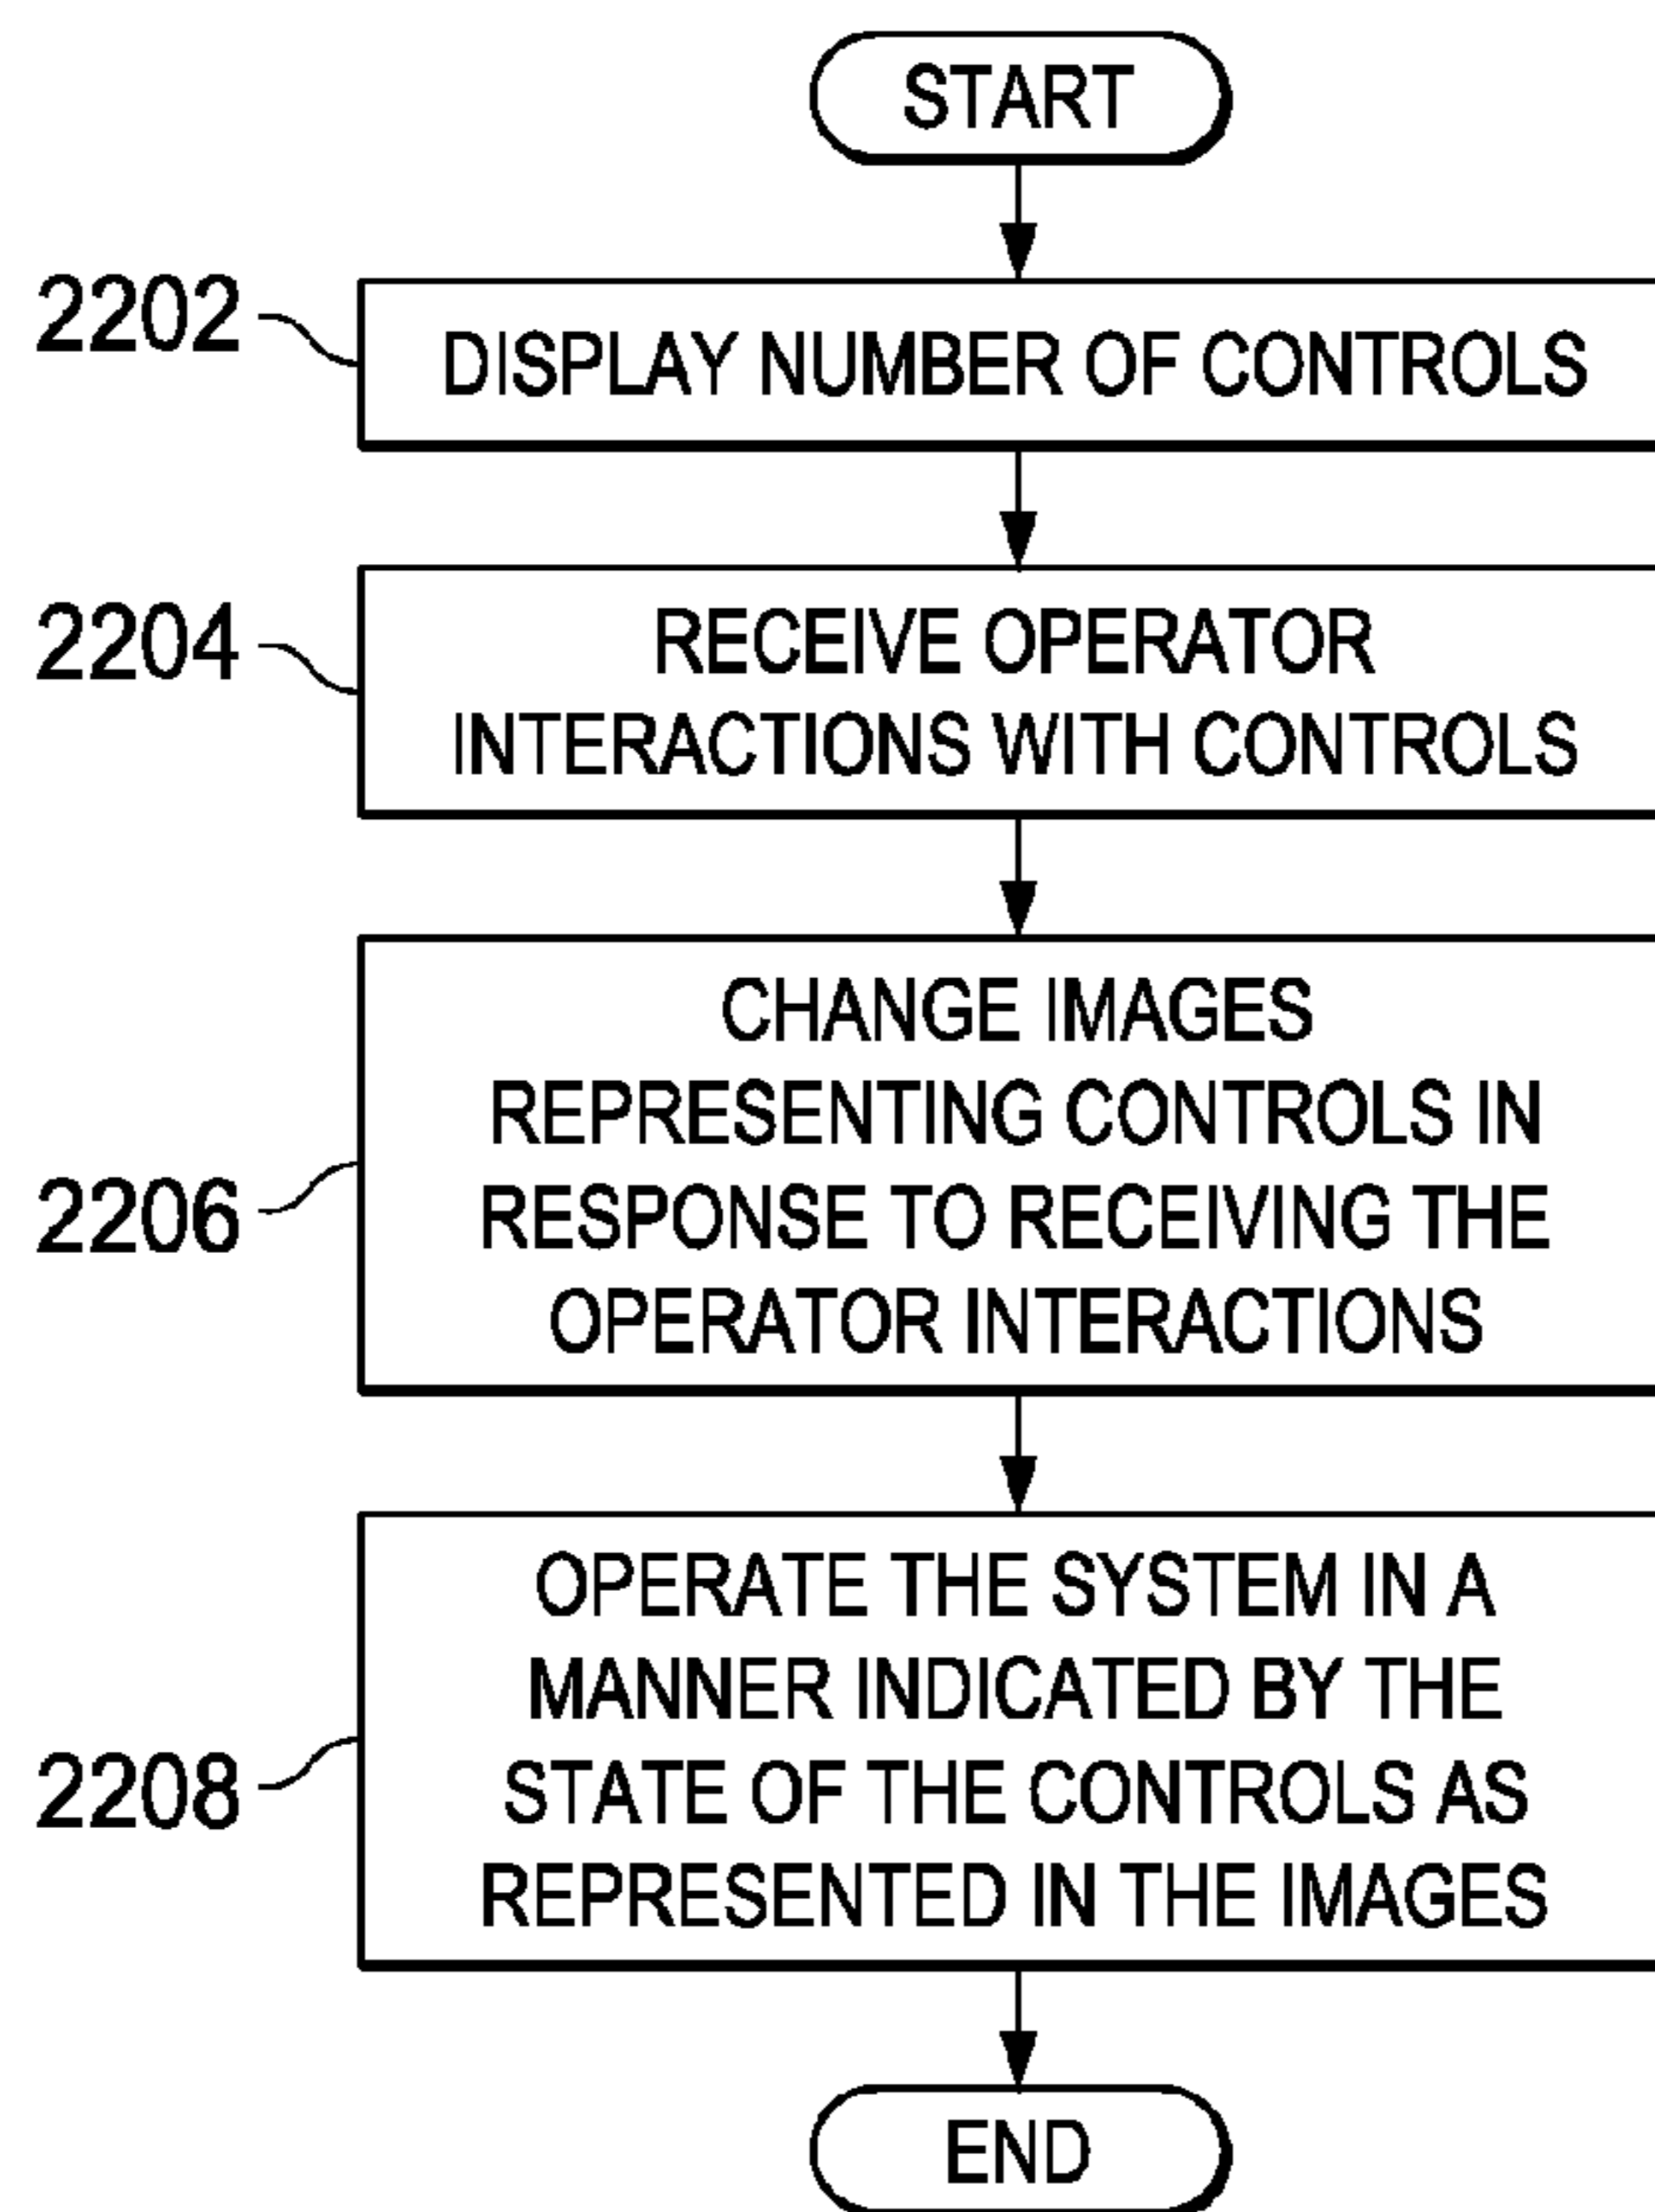 START
2202
DISPLAY NUMBER OF CONTROLS
2204
RECEIVE OPERATOR
INTERACTIONS WITH CONTROLS
2206
CHANGE IMAGES
REPRESENTING CONTROLS IN
RESPONSE TO RECEIVING THE
OPERATOR INTERACTIONS
2208
OPERATE THE SYSTEM IN A
MANNER INDICATED BY THE
STATE OF THE CONTROLS AS
REPRESENTED IN THE IMAGES
END